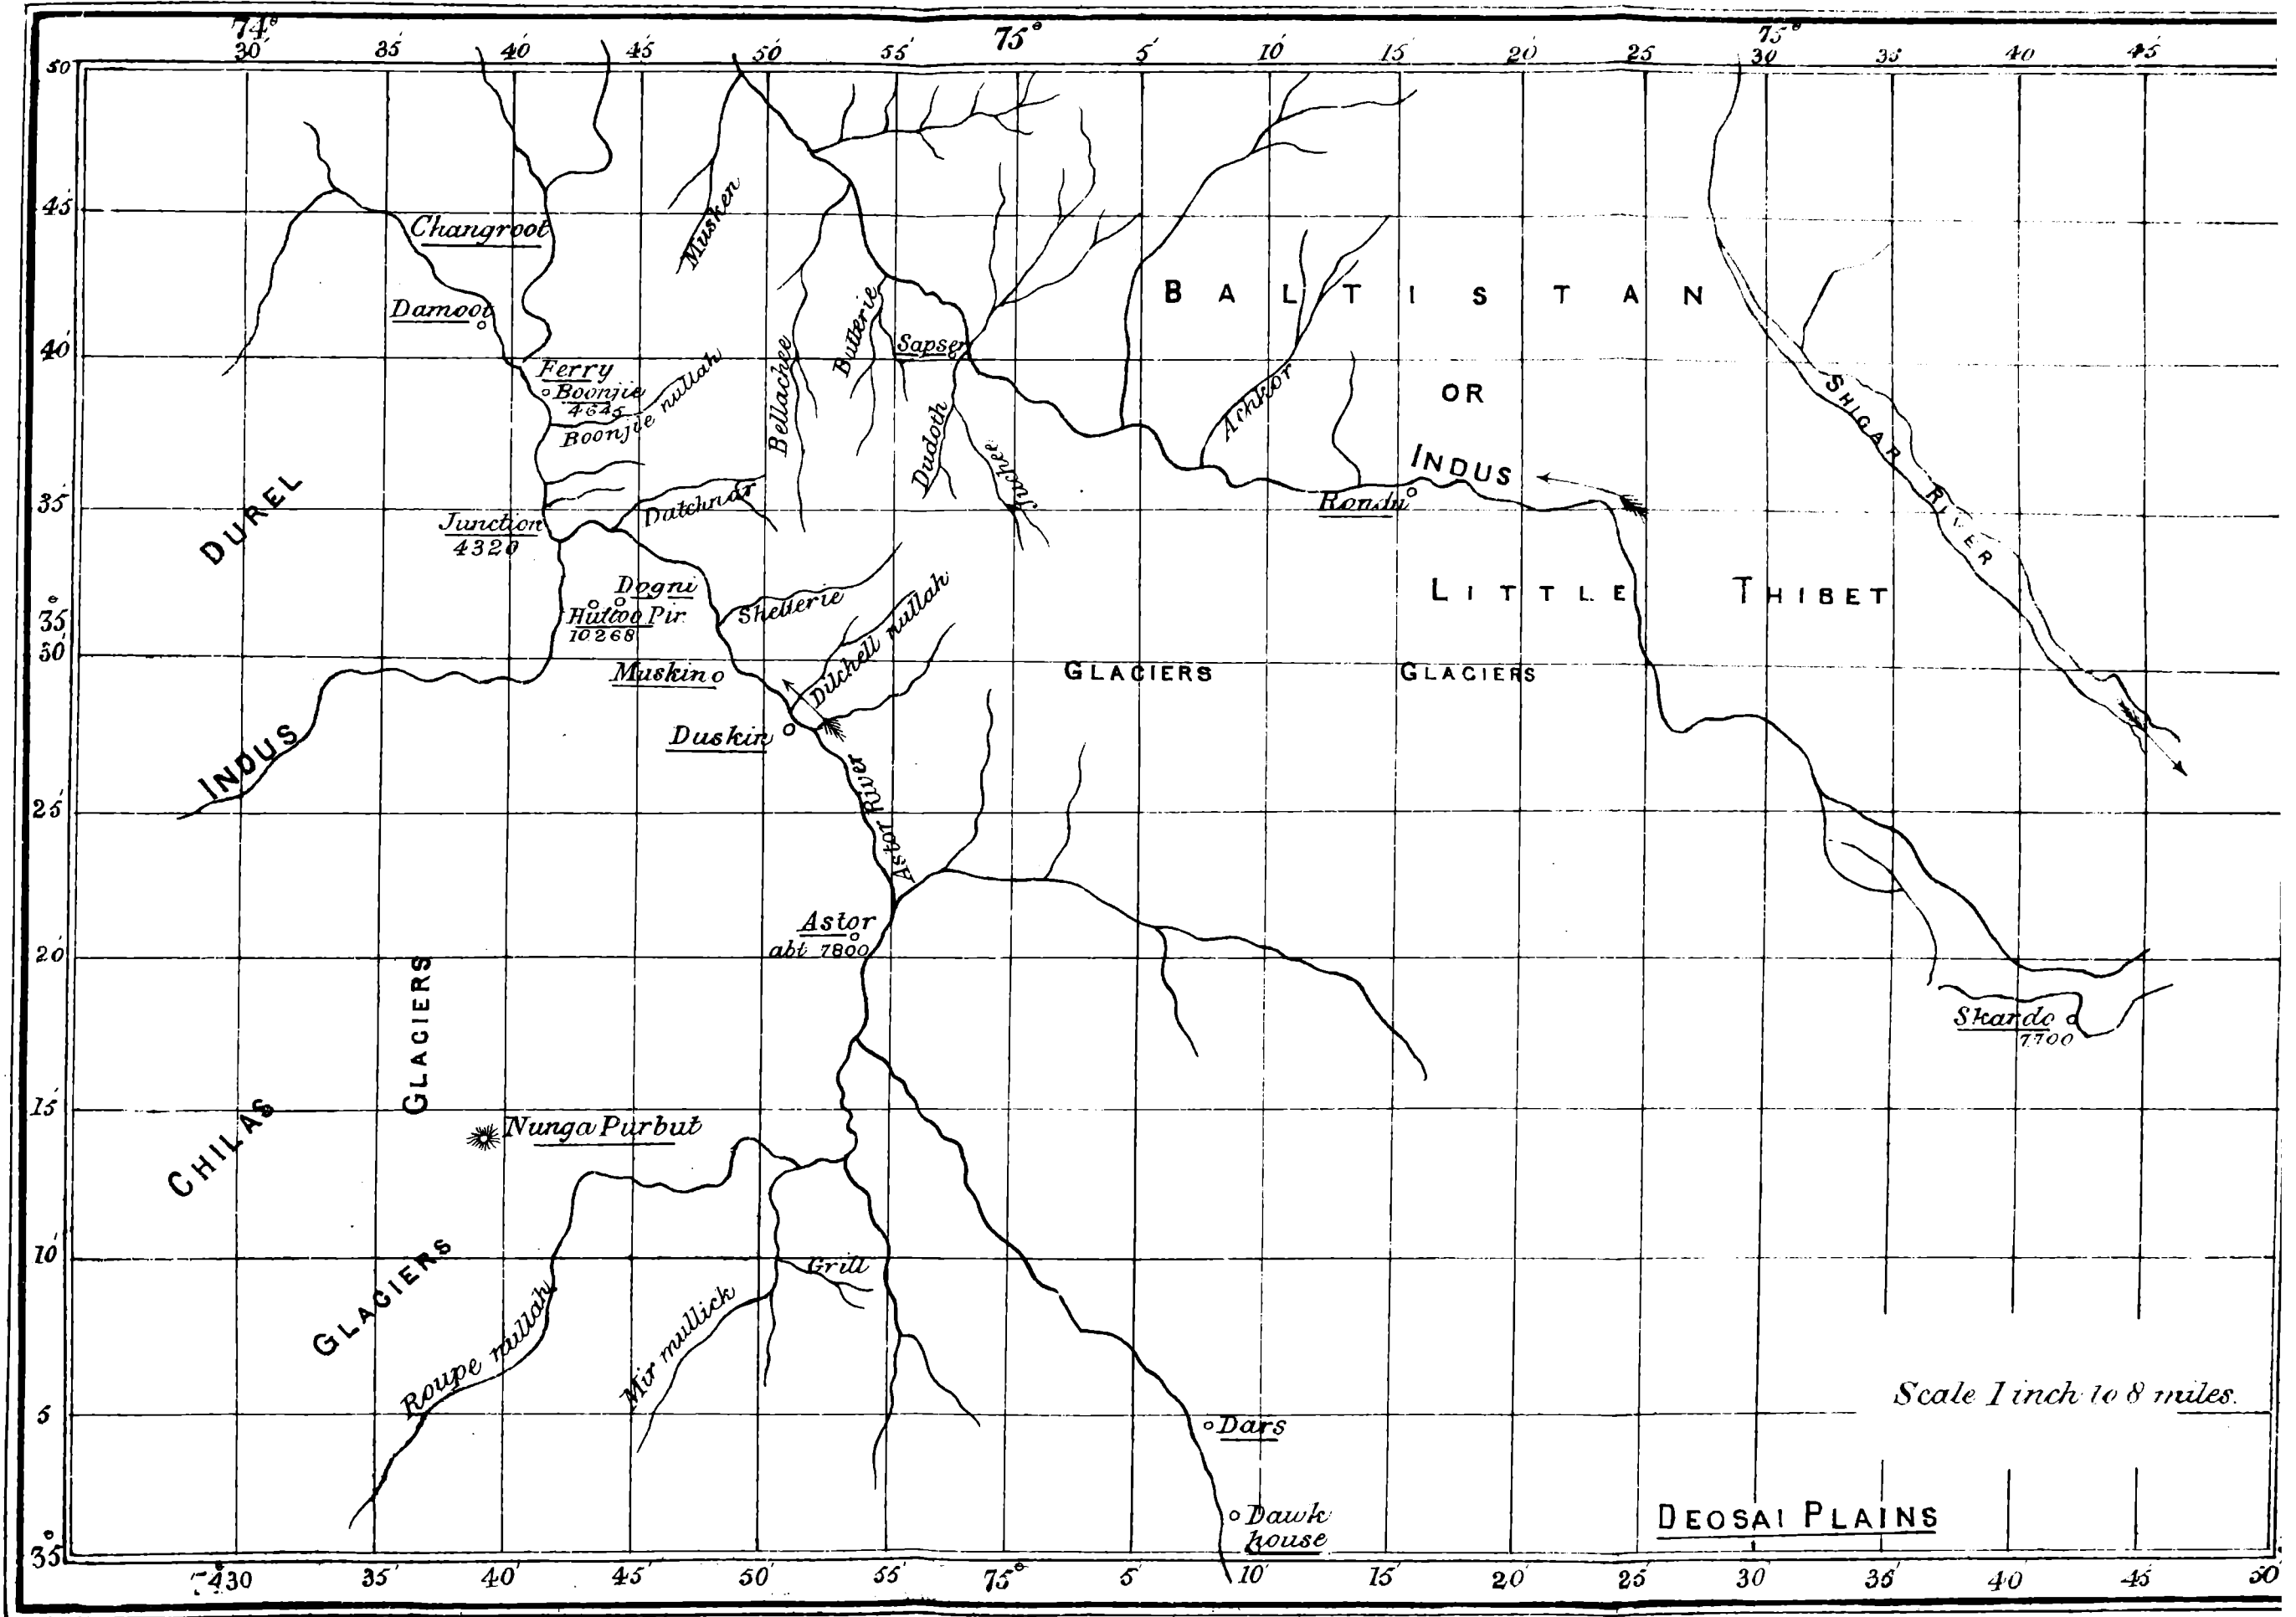 74° 75° 75°
30' 35' 40' 45' 50' 55' 5' 10' 15' 20' 25' 30 35 40' 45'
50'
45'
Musken
Changroot
BALTISTAN
Damoot
Butterie
40'
Sapser
Ferry
Boonjie
4645
Boonjie nullah
Bellachee
Achkor
OR
SHIGAR RIVER
Dudoth
Juchee
INDUS
DUREL
35'
Datchnar
Rondu
Junction
4320
Dogni
Shelterie
LITTLE THIBET
Huttoo Pir
10268
35°
30'
Dilchell nullah
Muskin
GLACIERS GLACIERS
Duskin
INDUS
Astor River
25'
Astor
abt 7800
20'
GLACIERS
Skardo
7700
15'
Nunga Purbut
CHILAS
10'
Grill
GLACIERS
Roupe nullah
Mir mullick
Scale 1 inch to 8 miles.
5
Dars
Dawk
house
DEOSAI PLAINS
35°
74°30 35' 40' 45' 50' 55' 75° 5' 10' 15' 20' 25' 30 35' 40' 45 50'